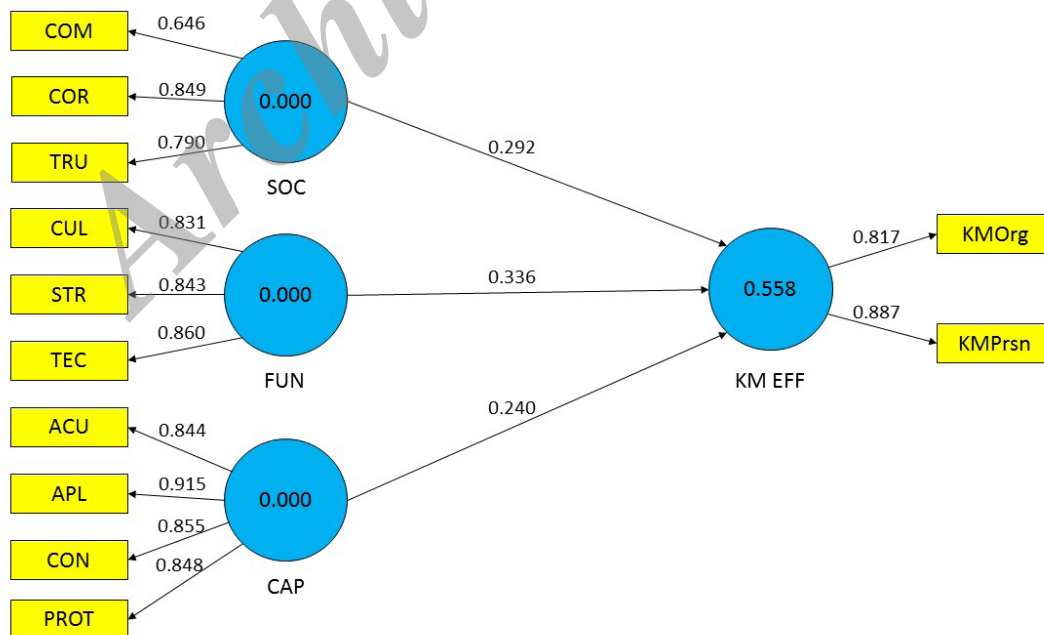 COM
0.646
COR
0.849
0.000
TRU
0.790
SOC
0.292
CUL
0.831
STR
0.843
0.000
TEC
0.860
FUN
0.336
ACU
0.844
APL
0.915
0.000
CON
0.855
PROT
0.848
CAP
0.240
0.558
KM EFF
0.817
KMOrg
0.887
KMPrsn